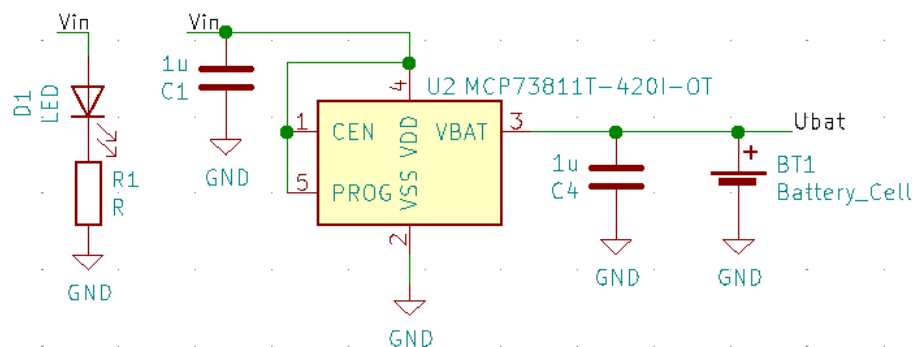 Vin
D1
LED
R1
R
GND
Vin
1u
C1
GND
U2 MCP73811T-420I-OT
4
1
CEN
VDD
VBAT
3
5
PROG
VSS
2
GND
Ubat
1u
C4
GND
+
BT1
Battery_Cell
GND